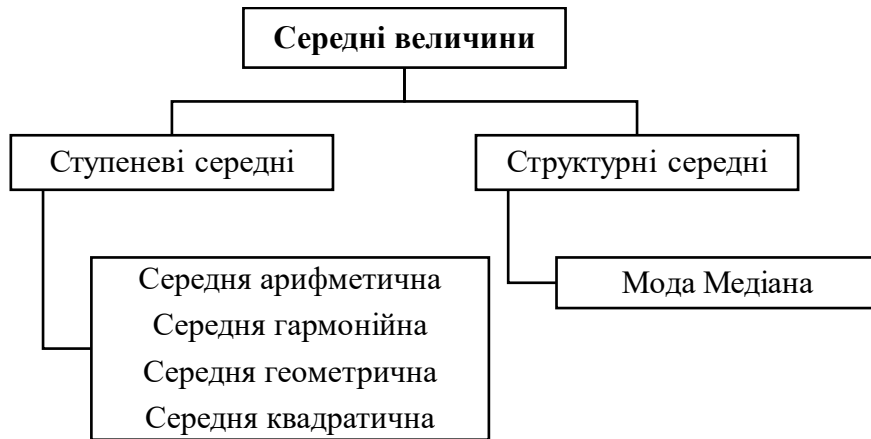 Середні величини
Ступеневі середні
Структурні середні
Середня арифметична
Середня гармонійна
Середня геометрична
Середня квадратична
Мода Медіана